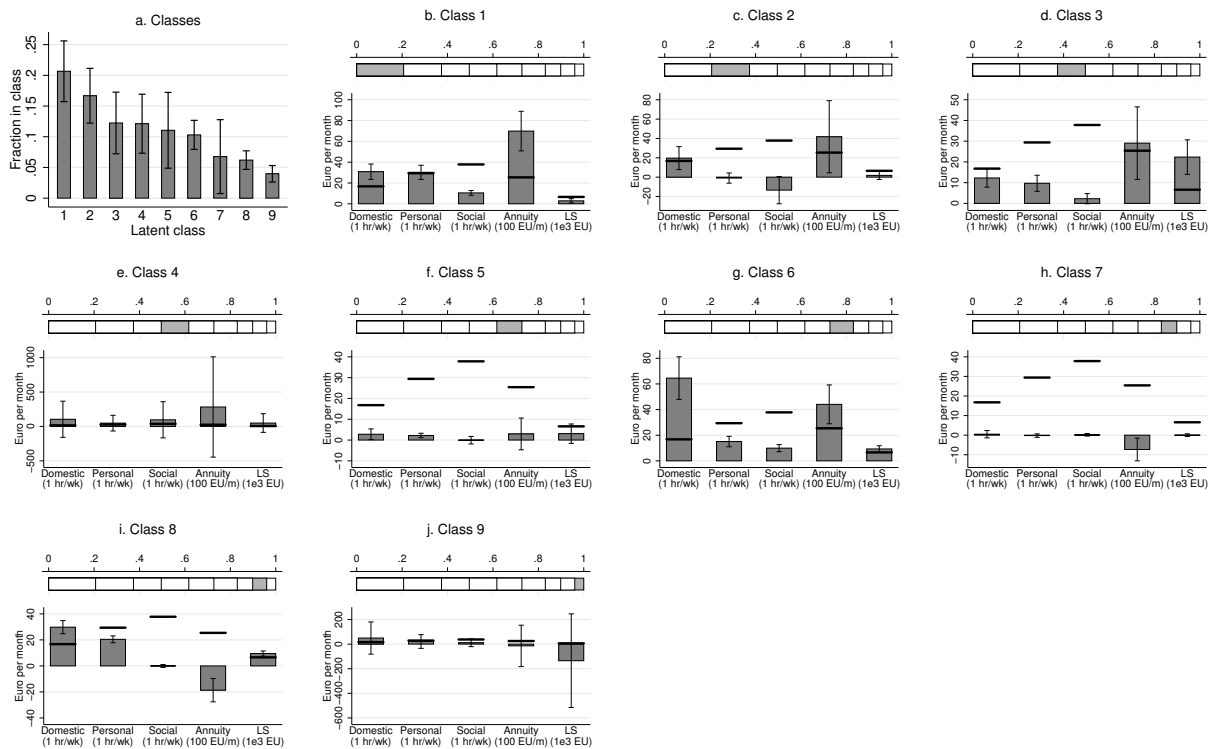 a. Classes
Fraction in class
0 .05 .1 .15 .2 .25
1 2 3 4 5 6 7 8 9
Latent class
b. Class 1
0 .2 .4 .6 .8 1
Euro per month
0 20 40 60 80 100
Domestic Personal Social Annuity LS
(1 hr/wk) (1 hr/wk) (1 hr/wk) (100 EU/m) (1e3 EU)
c. Class 2
0 .2 .4 .6 .8 1
Euro per month
-20 0 20 40 60 80
Domestic Personal Social Annuity LS
(1 hr/wk) (1 hr/wk) (1 hr/wk) (100 EU/m) (1e3 EU)
d. Class 3
0 .2 .4 .6 .8 1
Euro per month
0 10 20 30 40 50
Domestic Personal Social Annuity LS
(1 hr/wk) (1 hr/wk) (1 hr/wk) (100 EU/m) (1e3 EU)
e. Class 4
0 .2 .4 .6 .8 1
Euro per month
-500 0 500 1000
Domestic Personal Social Annuity LS
(1 hr/wk) (1 hr/wk) (1 hr/wk) (100 EU/m) (1e3 EU)
f. Class 5
0 .2 .4 .6 .8 1
Euro per month
-10 0 10 20 30 40
Domestic Personal Social Annuity LS
(1 hr/wk) (1 hr/wk) (1 hr/wk) (100 EU/m) (1e3 EU)
g. Class 6
0 .2 .4 .6 .8 1
Euro per month
0 20 40 60 80
Domestic Personal Social Annuity LS
(1 hr/wk) (1 hr/wk) (1 hr/wk) (100 EU/m) (1e3 EU)
h. Class 7
0 .2 .4 .6 .8 1
Euro per month
-10 0 10 20 30 40
Domestic Personal Social Annuity LS
(1 hr/wk) (1 hr/wk) (1 hr/wk) (100 EU/m) (1e3 EU)
i. Class 8
0 .2 .4 .6 .8 1
Euro per month
-40 -20 0 20 40
Domestic Personal Social Annuity LS
(1 hr/wk) (1 hr/wk) (1 hr/wk) (100 EU/m) (1e3 EU)
j. Class 9
0 .2 .4 .6 .8 1
Euro per month
-600 -400 -200 0 200
Domestic Personal Social Annuity LS
(1 hr/wk) (1 hr/wk) (1 hr/wk) (100 EU/m) (1e3 EU)